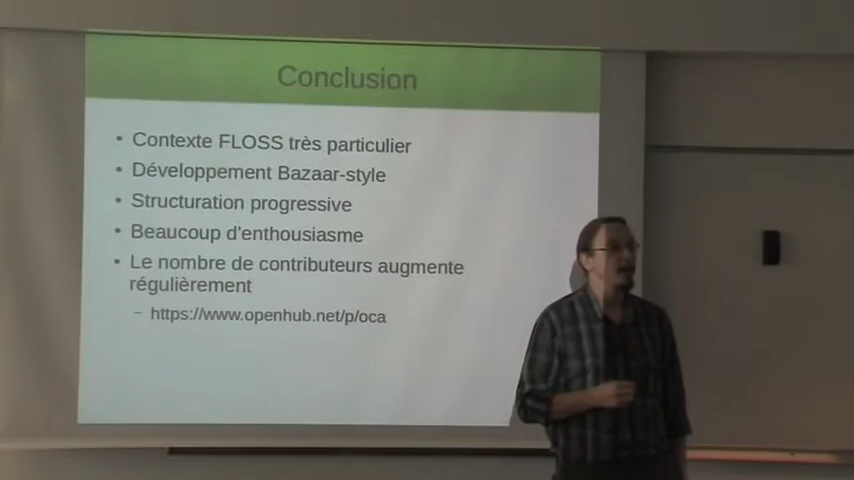 Conclusion
• Contexte FLOSS très particulier
• Développement Bazaar-style
• Structuration progressive
• Beaucoup d'enthousiasme
• Le nombre de contributeurs augmente
régulièrement
– https://www.openhub.net/p/oca